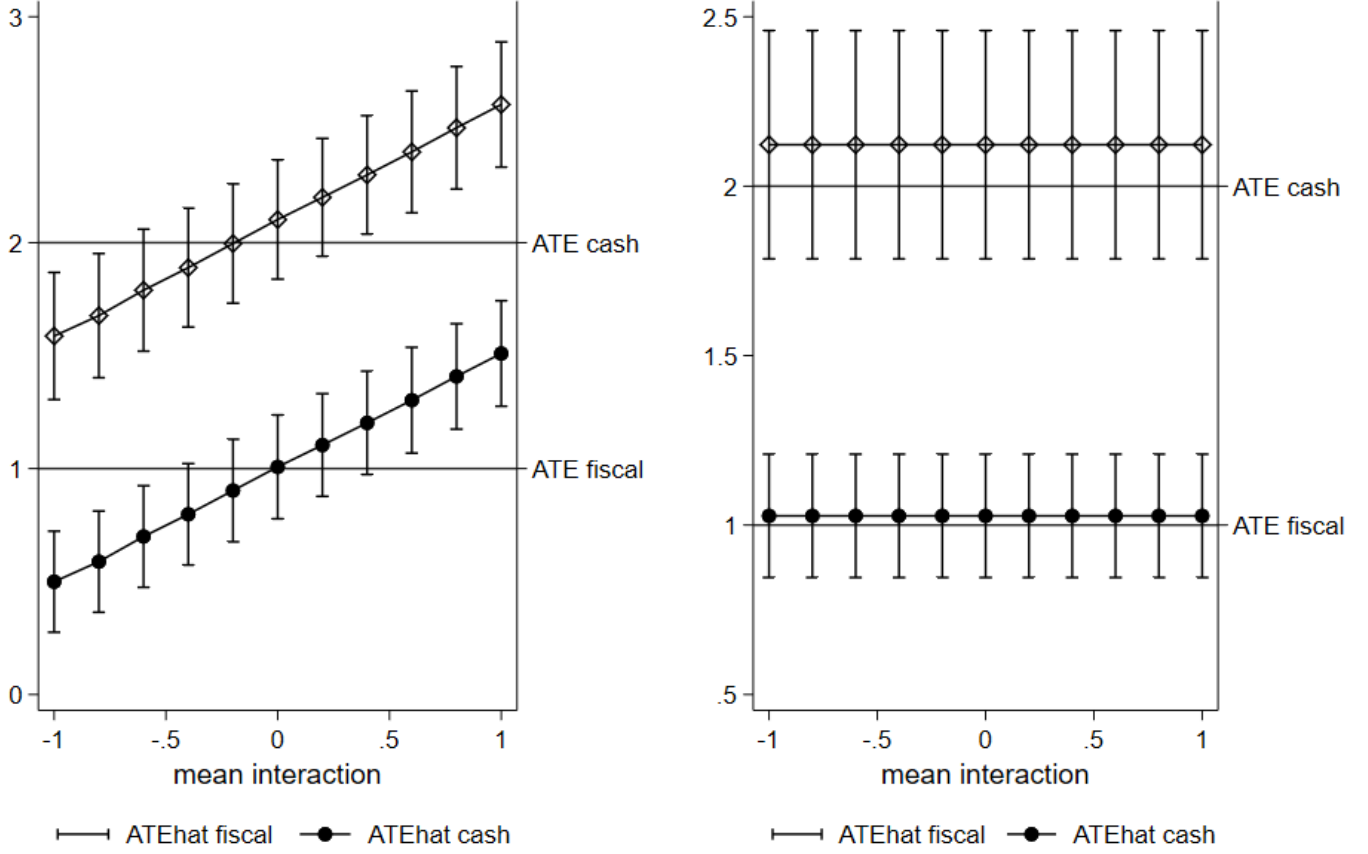 3
2
1
0
-1
-.5
0
.5
1
mean interaction
ATE cash
ATE fiscal
ATEhat fiscal
ATEhat cash
2.5
2
1.5
1
.5
-1
-.5
0
.5
1
mean interaction
ATE cash
ATE fiscal
ATEhat fiscal
ATEhat cash